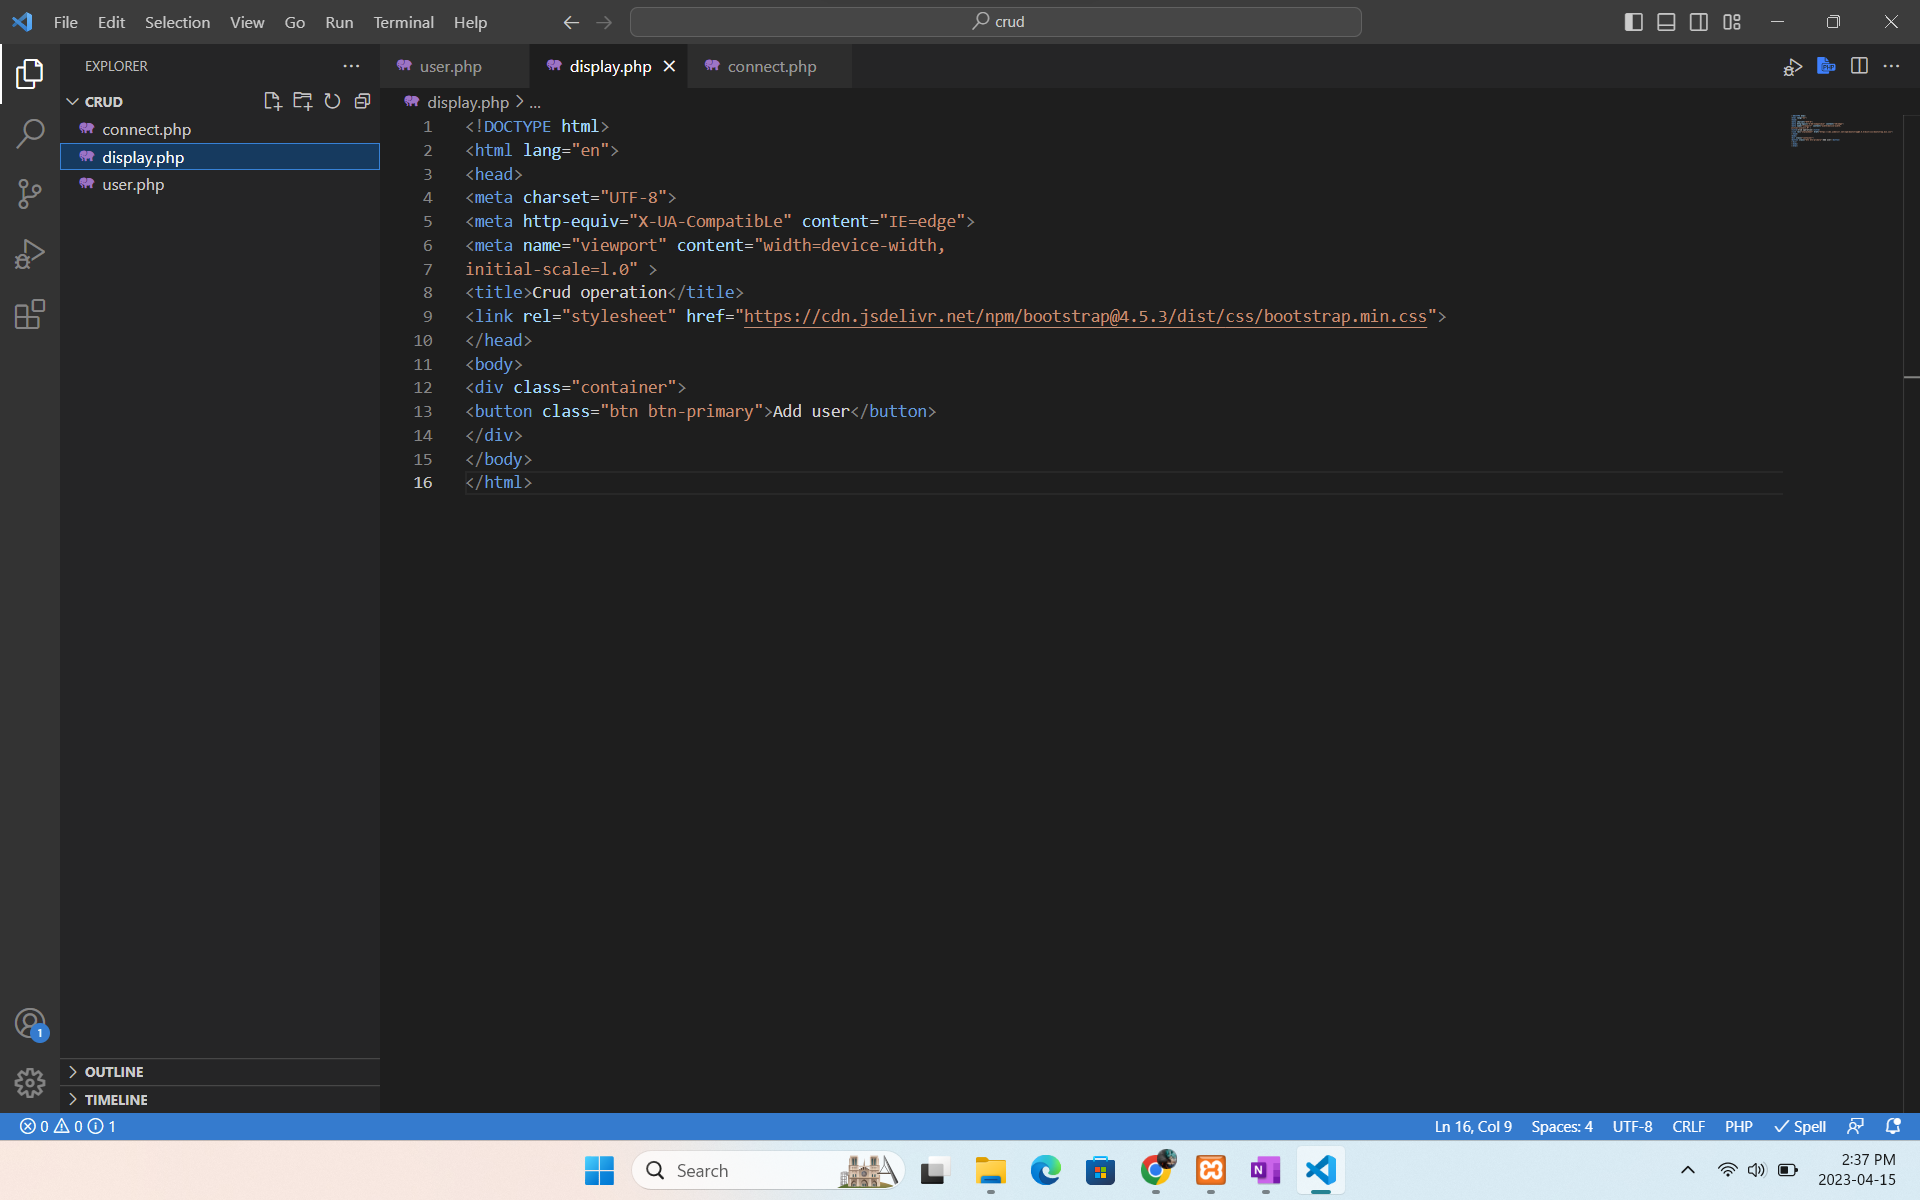 File Edit Selection View Go Run Terminal Help
crud
EXPLORER
user.php
display.php
connect.php
CRUD
connect.php
display.php
user.php
display.php > ...
1 <!DOCTYPE html>
2 <html lang="en">
3 <head>
4 <meta charset="UTF-8">
5 <meta http-equiv="X-UA-CompatibLe" content="IE=edge">
6 <meta name="viewport" content="width=device-width,
7 initial-scale=l.0" >
8 <title>Crud operation</title>
9 <link rel="stylesheet" href="https://cdn.jsdelivr.net/npm/bootstrap@4.5.3/dist/css/bootstrap.min.css">
10 </head>
11 <body>
12 <div class="container">
13 <button class="btn btn-primary">Add user</button>
14 </div>
15 </body>
16 </html>
1
OUTLINE
TIMELINE
0 0 1
Ln 16, Col 9 Spaces: 4 UTF-8 CRLF PHP Spell
Search
N
2:37 PM
2023-04-15